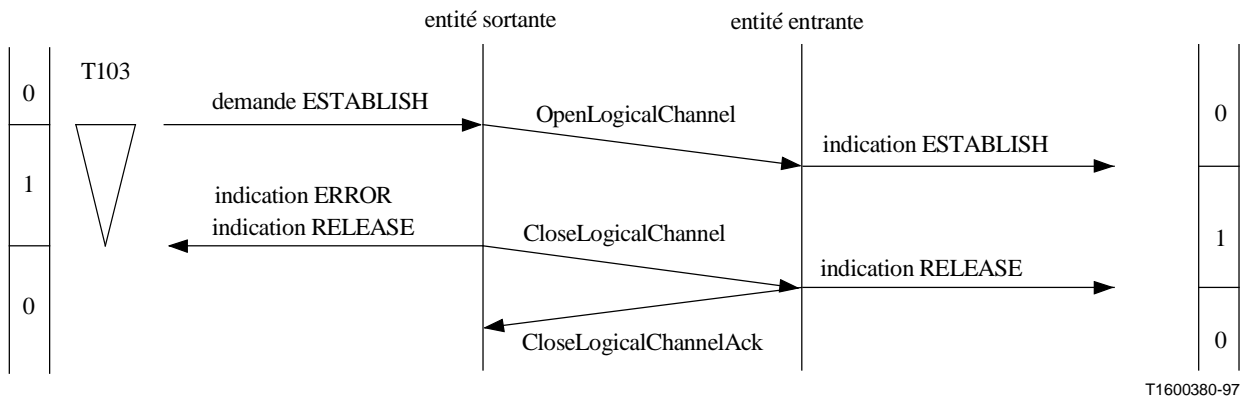 entité sortante
entité entrante
T103
0
demande ESTABLISH
OpenLogicalChannel
0
indication ESTABLISH
1
indication ERROR
indication RELEASE
CloseLogicalChannel
1
indication RELEASE
0
CloseLogicalChannelAck
0
T1600380-97